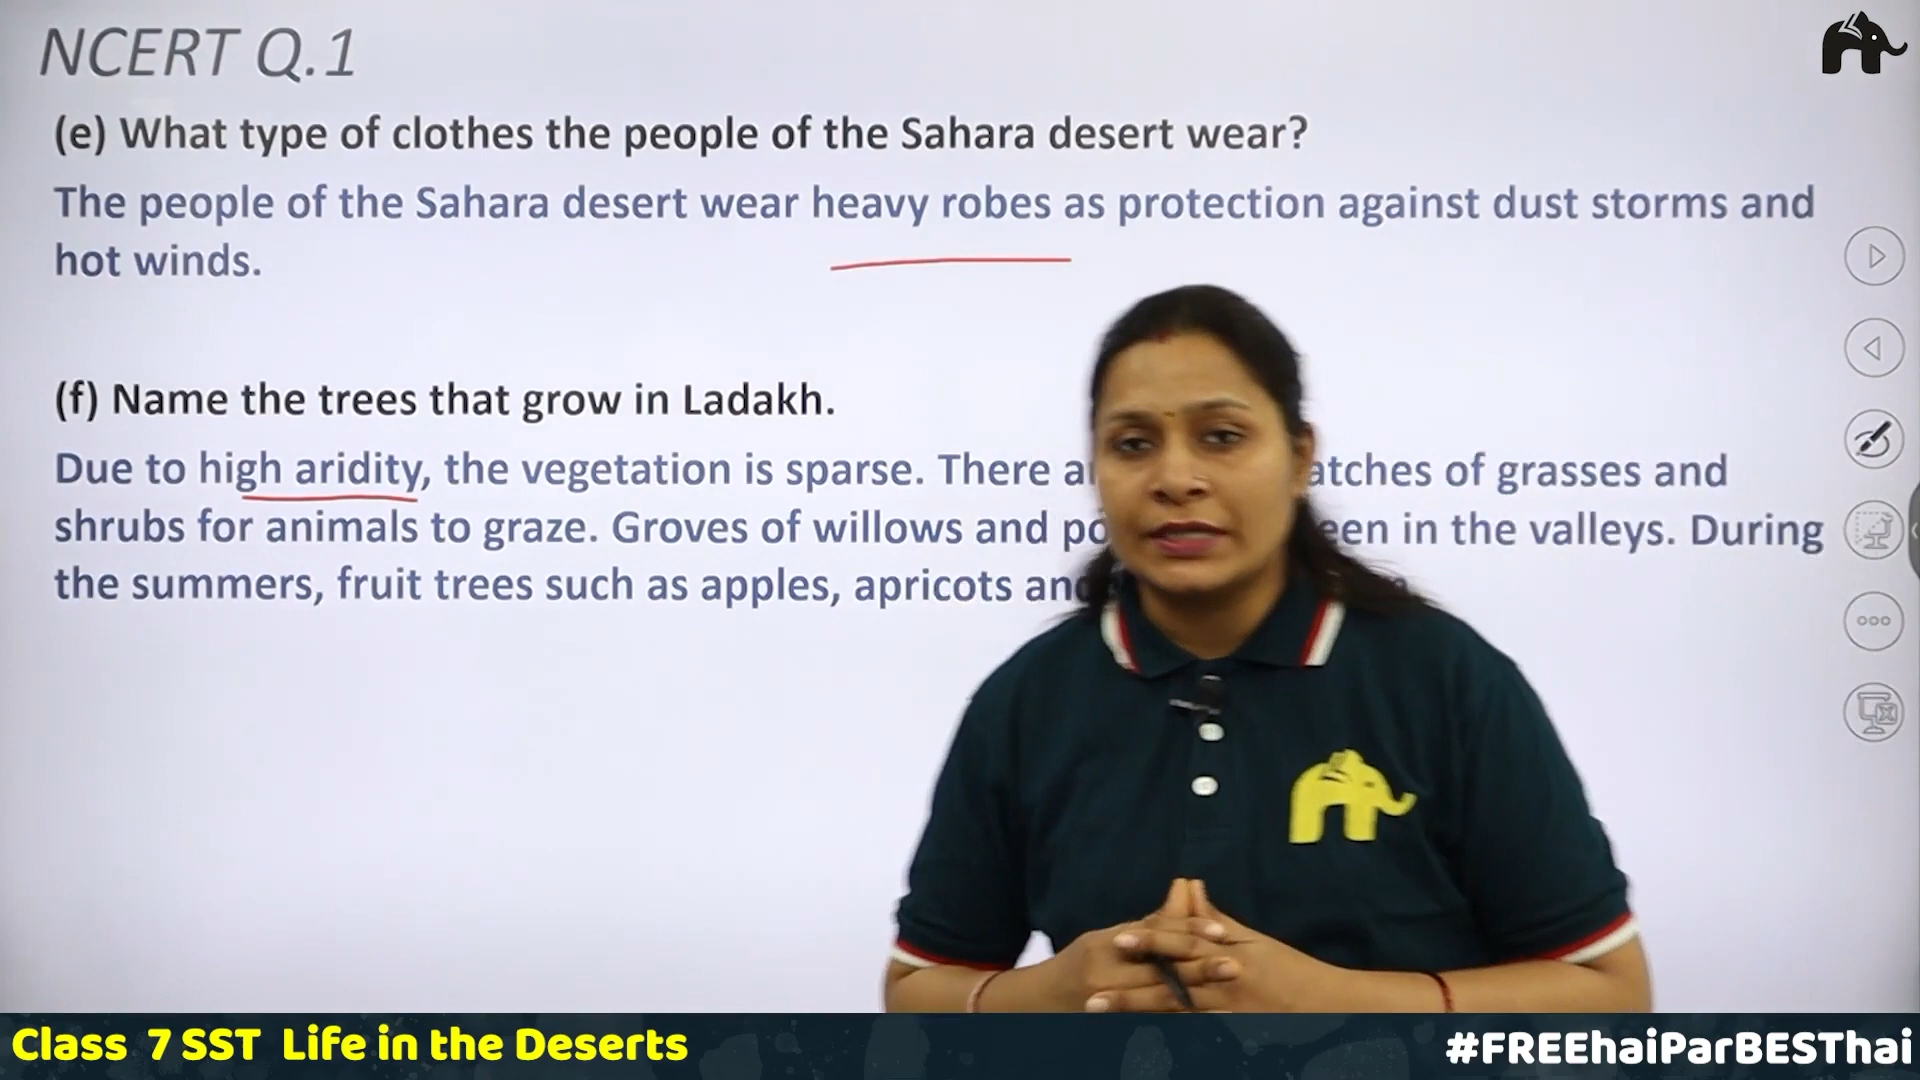 NCERT Q.1
(e) What type of clothes the people of the Sahara desert wear?
The people of the Sahara desert wear heavy robes as protection against dust storms and
hot winds.
(f) Name the trees that grow in Ladakh.
Due to high aridity, the vegetation is sparse. There of grasses and
shrubs for animals to graze. Groves of willows and in the valleys. During
the summers, fruit trees such as apples, apricots
Class 7 SST Life in the Deserts
#FREEhaiParBESThai